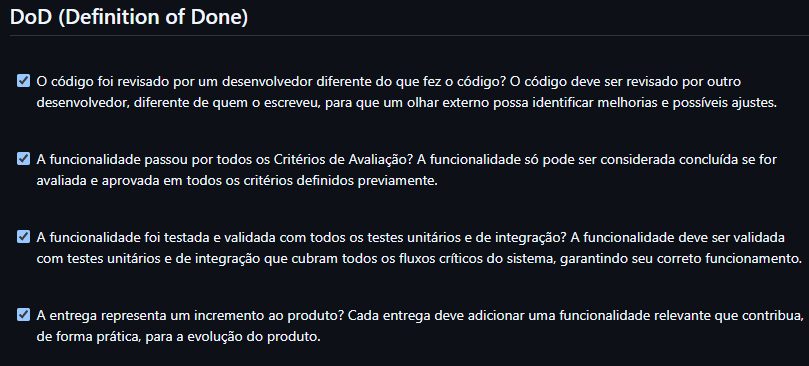 DoD (Definition of Done)
O código foi revisado por um desenvolvedor diferente do que fez o código? O código deve ser revisado por outro
desenvolvedor, diferente de quem o escreveu, para que um olhar externo possa identificar melhorias e possíveis ajustes.
A funcionalidade passou por todos os Critérios de Avaliação? A funcionalidade só pode ser considerada concluída se for
avaliada e aprovada em todos os critérios definidos previamente.
A funcionalidade foi testada e validada com todos os testes unitários e de integração? A funcionalidade deve ser validada
com testes unitários e de integração que cubram todos os fluxos críticos do sistema, garantindo seu correto funcionamento.
A entrega representa um incremento ao produto? Cada entrega deve adicionar uma funcionalidade relevante que contribua,
de forma prática, para a evolução do produto.